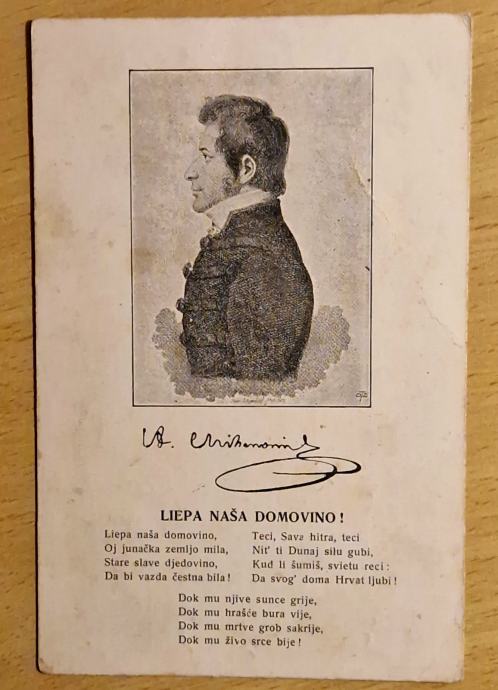 A. Mihanović
LIEPA NAŠA DOMOVINO!
Liepa naša domovino,
Oj junačka zemljo mila,
Stare slave djedovino,
Da bi vazda čestna bila!
Teci, Sava hitra, teci
Nit' ti Dunaj silu gubi,
Kud li šumiš, svietu reci:
Da svog' doma Hrvat ljubi!
Dok mu njive sunce grije,
Dok mu hrašće bura vije,
Dok mu mrtve grob sakrije,
Dok mu živo srce bije!